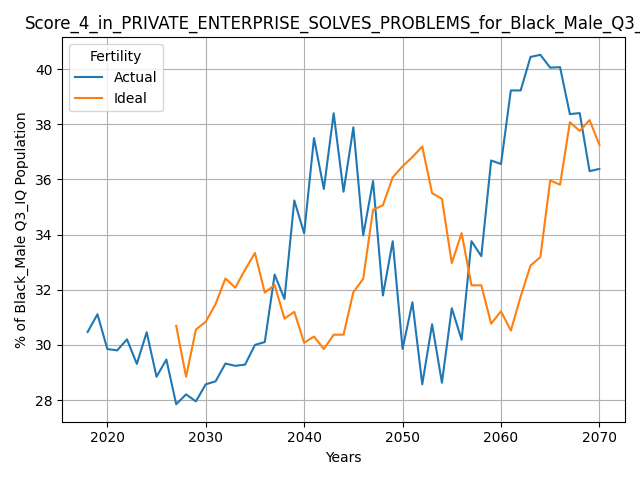 Score_4_in_PRIVATE_ENTERPRISE_SOLVES_PROBLEMS_for_Black_Male_Q3_
Fertility
Actual
Ideal
% of Black_Male Q3_IQ Population
40
38
36
34
32
30
28
2020 2030 2040 2050 2060 2070
Years